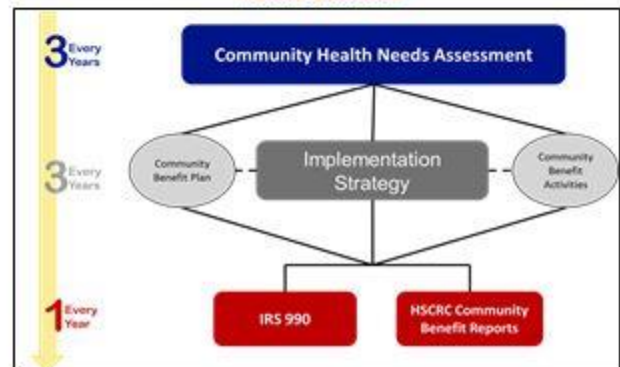 3 Every
Years
Community Health Needs Assessment
3 Every
Years
Community
Benefit Plan
Implementation
Strategy
Community
Benefit
Activities
1 Every
Year
IRS 990
HSCRC Community
Benefit Reports